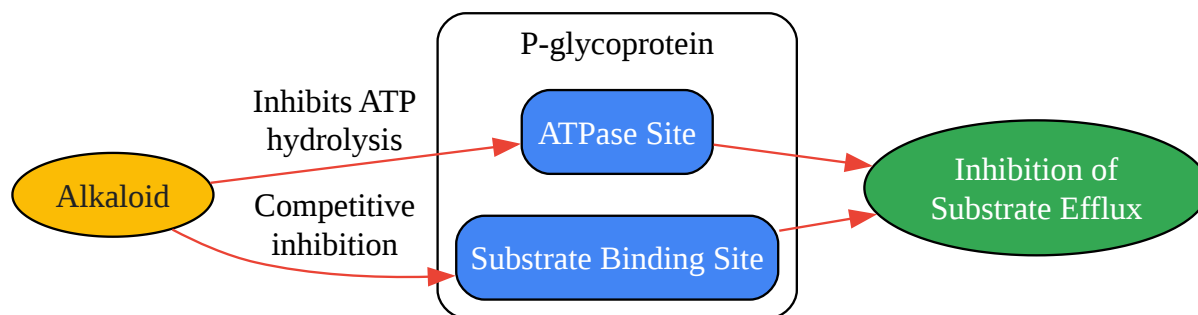 P-glycoprotein
Inhibits ATP
hydrolysis
ATPase Site
Alkaloid
Competitive
inhibition
Substrate Binding Site
Inhibition of
Substrate Efflux